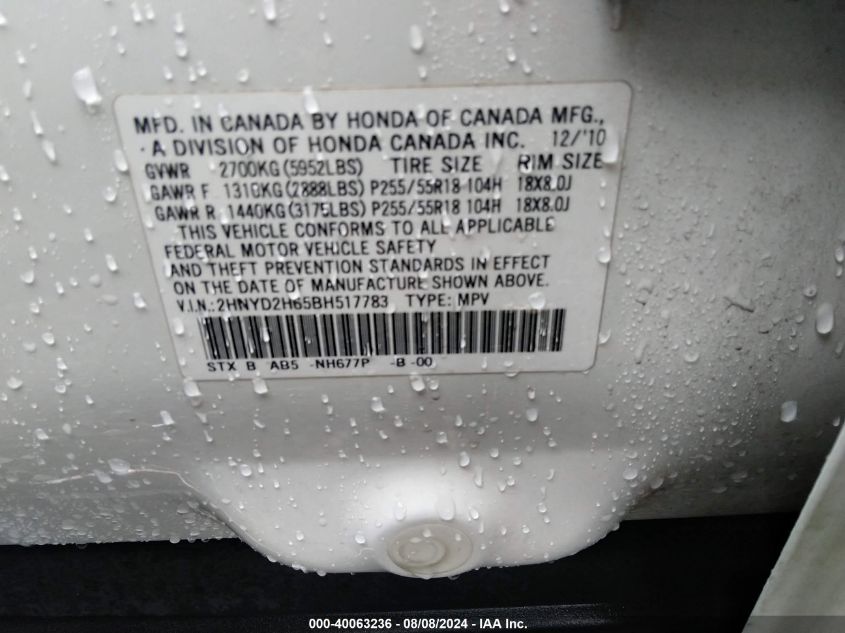 MFD. IN CANADA BY HONDA OF CANADA MFG.,
A DIVISION OF HONDA CANADA INC. 12/'10
GVWR 2700KG(5952LBS) TIRE SIZE RIM SIZE
GAWR F 1310KG(2888LBS) P255/55R18 104H 18X8.0J
GAWR R 1440KG(3175LBS) P255/55R18 104H 18X8.0J
THIS VEHICLE CONFORMS TO ALL APPLICABLE
FEDERAL MOTOR VEHICLE SAFETY
AND THEFT PREVENTION STANDARDS IN EFFECT
ON THE DATE OF MANUFACTURE SHOWN ABOVE.
V.I.N.:2HNYD2H65BH517783 TYPE: MPV
STX B AB5 -NH677P -B-00
000-40063236 - 08/08/2024 - IAA Inc.